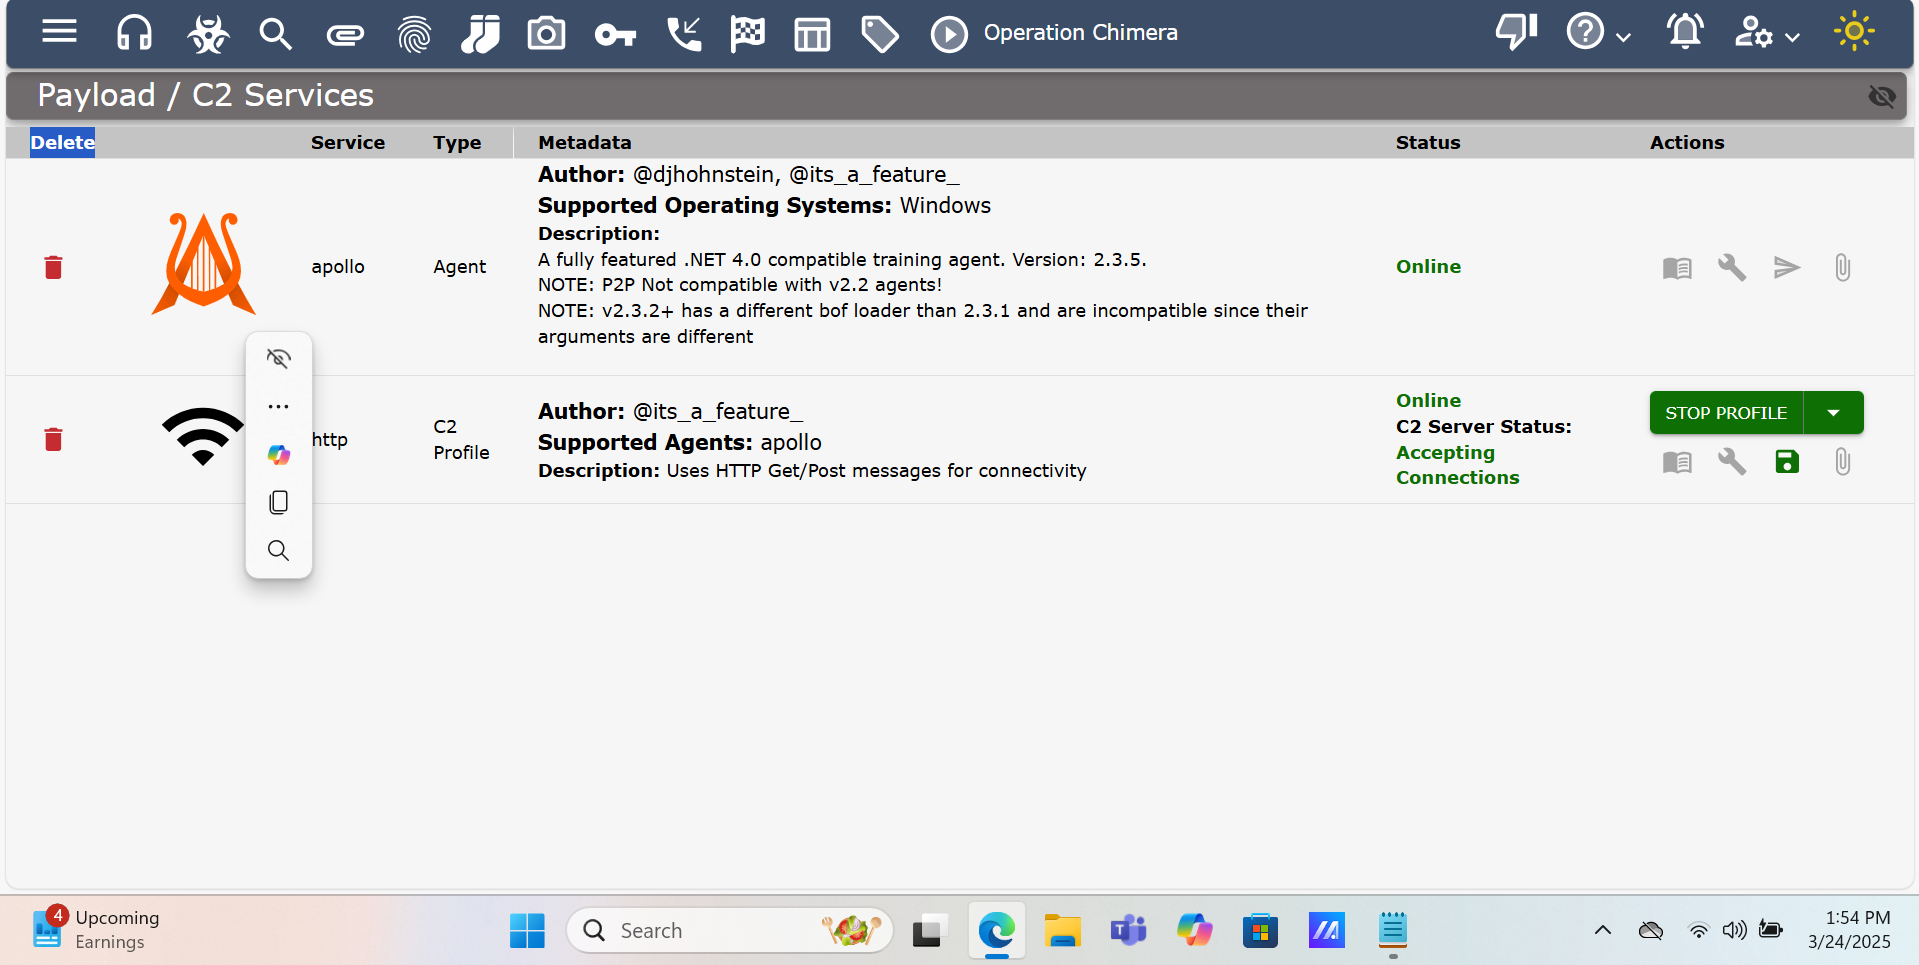 Operation Chimera
Payload / C2 Services
Delete Service Type Metadata Status Actions
Author: @djhohnstein, @its_a_feature_
Supported Operating Systems: Windows
Description:
A fully featured .NET 4.0 compatible training agent. Version: 2.3.5.
NOTE: P2P Not compatible with v2.2 agents!
NOTE: v2.3.2+ has a different bof loader than 2.3.1 and are incompatible since their
arguments are different
apollo
Agent
Online
http
C2
Profile
Author: @its_a_feature_
Supported Agents: apollo
Description: Uses HTTP Get/Post messages for connectivity
Online
C2 Server Status:
Accepting
Connections
STOP PROFILE
4
Upcoming
Earnings
Search
1:54 PM
3/24/2025